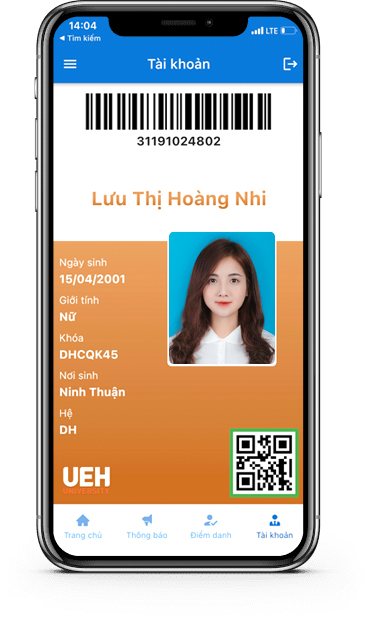 14:04
LTE
Tìm kiếm
Tài khoản
31191024802
Lưu Thị Hoàng Nhi
Ngày sinh
15/04/2001
Giới tính
Nữ
Khóa
DHCQK45
Nơi sinh
Ninh Thuận
Hệ
DH
UEH
UNIVERSITY
Trang chủ
Thông báo
Điểm danh
Tài khoản